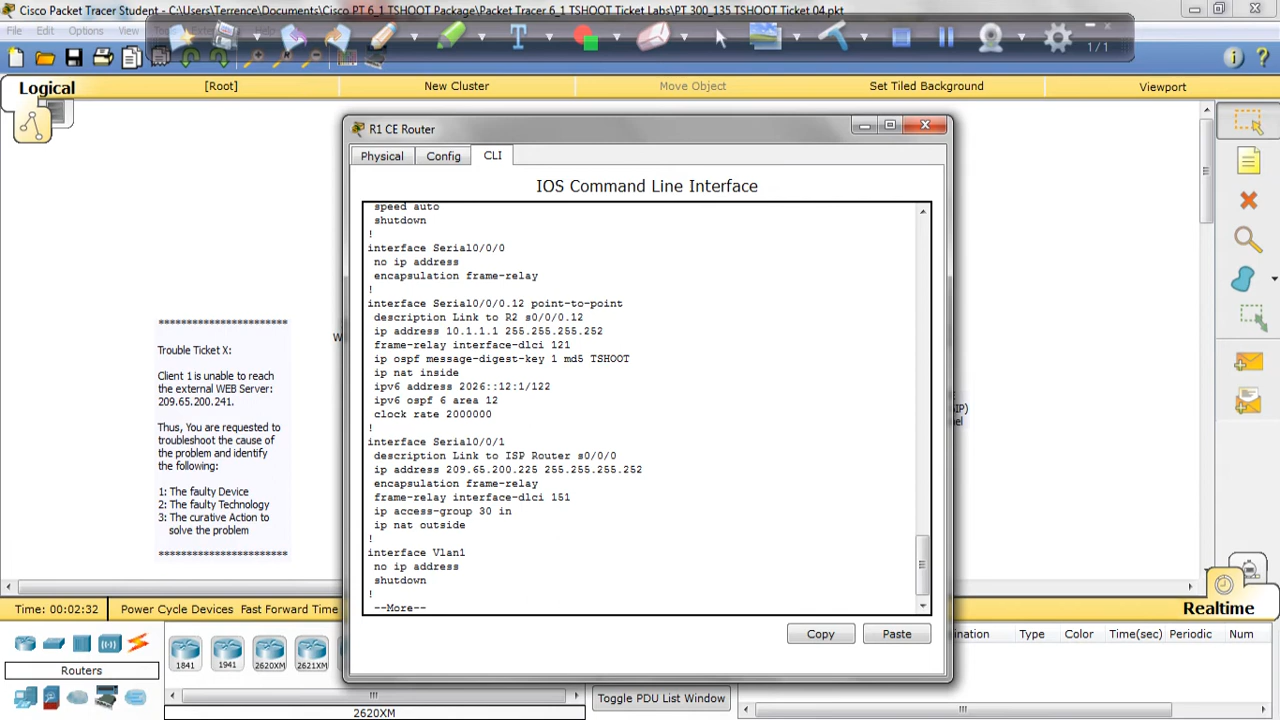 Cisco Packet Tracer Student - C:\Users\Terrence\Documents\Cisco PT 6_1 TSHOOT Package\Packet Tracer 6_1 TSHOOT Ticket Labs\PT 300_135 TSHOOT Ticket 04.pkt
File Edit Options View Help
1/1
Logical
[Root]
New Cluster
Move Object
Set Tiled Background
Viewport
R1 CE Router
Physical
Config
CLI
IOS Command Line Interface
speed auto
shutdown
!
interface Serial0/0/0
no ip address
encapsulation frame-relay
!
interface Serial0/0/0.12 point-to-point
description Link to R2 s0/0/0.12
ip address 10.1.1.1 255.255.255.252
frame-relay interface-dlci 121
ip ospf message-digest-key 1 md5 TSHOOT
ip nat inside
ipv6 address 2026::12:1/122
ipv6 ospf 6 area 12
clock rate 2000000
!
interface Serial0/0/1
description Link to ISP Router s0/0/0
ip address 209.65.200.225 255.255.255.252
encapsulation frame-relay
frame-relay interface-dlci 151
ip access-group 30 in
ip nat outside
!
interface Vlan1
no ip address
shutdown
!
--More--
Copy
Paste
***********************
Trouble Ticket X:
Client 1 is unable to reach
the external WEB Server:
209.65.200.241.
Thus, You are requested to
troubleshoot the cause of
the problem and identify
the following:
1: The faulty Device
2: The faulty Technology
3: The curative Action to
solve the problem
***********************
W
SIP)
nel
Time: 00:02:32
Power Cycle Devices
Fast Forward Time
Realtime
Routers
1841
1941
2620XM
2621XM
2620XM
Toggle PDU List Window
ination
Type
Color
Time(sec)
Periodic
Num